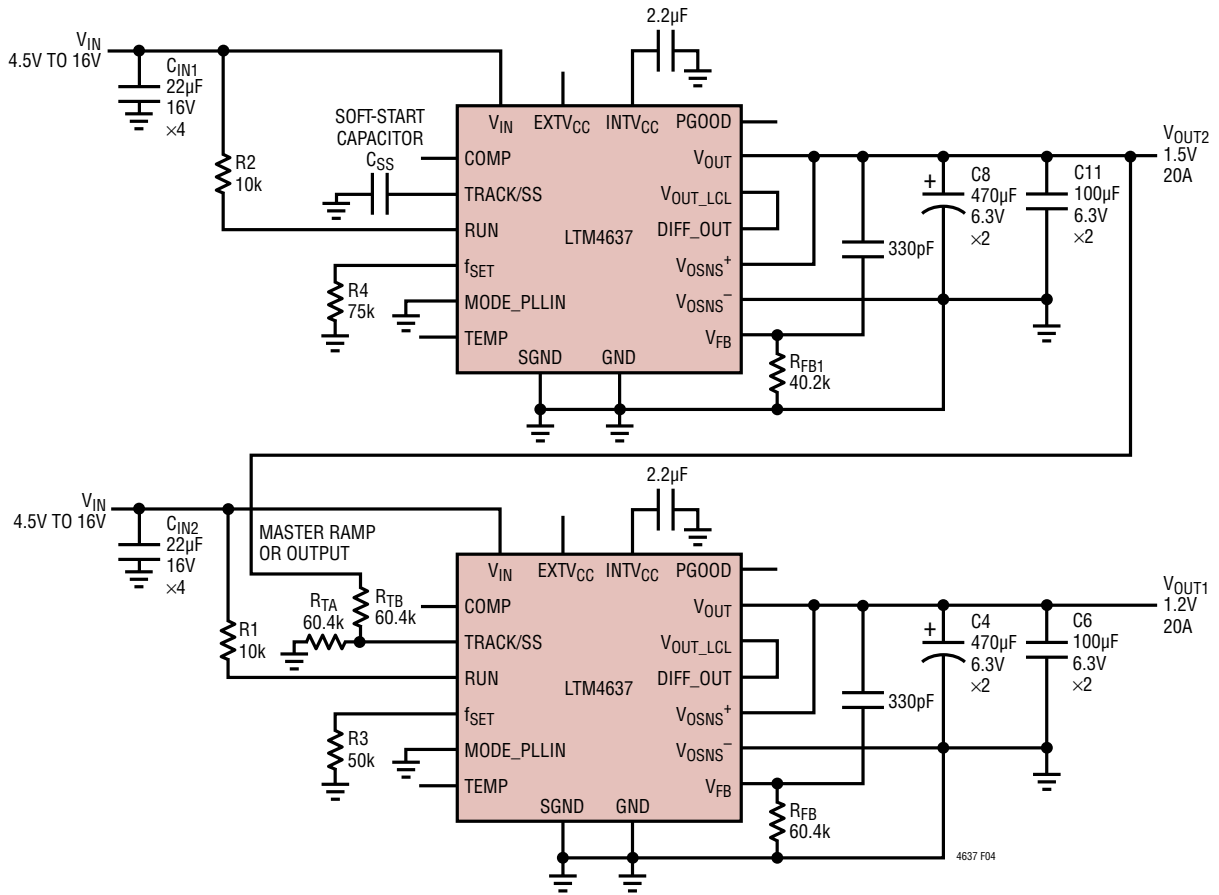 VIN
4.5V TO 16V
CIN1
22µF
16V
×4
R2
10k
SOFT-START
CAPACITOR
CSS
2.2µF
VIN
EXTVCC
INTVCC
PGOOD
COMP
TRACK/SS
RUN
fSET
MODE_PLLIN
TEMP
SGND
GND
LTM4637
VOUT
VOUT_LCL
DIFF_OUT
VOSNS+
VOSNS–
VFB
R4
75k
330pF
RFB1
40.2k
C8
+
470µF
6.3V
×2
C11
100µF
6.3V
×2
VOUT2
1.5V
20A
VIN
4.5V TO 16V
CIN2
22µF
16V
×4
MASTER RAMP
OR OUTPUT
RTA
60.4k
RTB
60.4k
R1
10k
2.2µF
VIN
EXTVCC
INTVCC
PGOOD
COMP
TRACK/SS
RUN
fSET
MODE_PLLIN
TEMP
SGND
GND
LTM4637
VOUT
VOUT_LCL
DIFF_OUT
VOSNS+
VOSNS–
VFB
R3
50k
330pF
RFB
60.4k
C4
+
470µF
6.3V
×2
C6
100µF
6.3V
×2
VOUT1
1.2V
20A
4637 F04